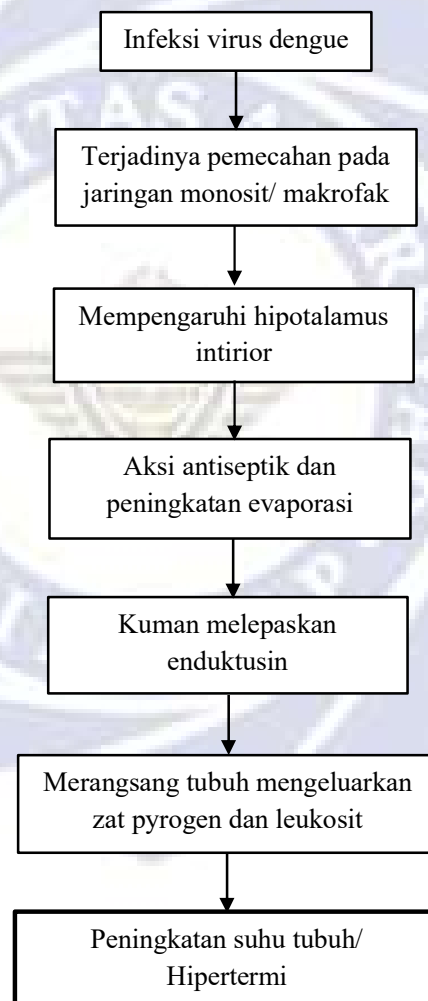 Infeksi virus dengue
Terjadinya pemecahan pada
jaringan monosit/ makrofak
Mempengaruhi hipotalamus
intirior
Aksi antiseptik dan
peningkatan evaporasi
Kuman melepaskan
enduktusin
Merangsang tubuh mengeluarkan
zat pyrogen dan leukosit
Peningkatan suhu tubuh/
Hipertermi